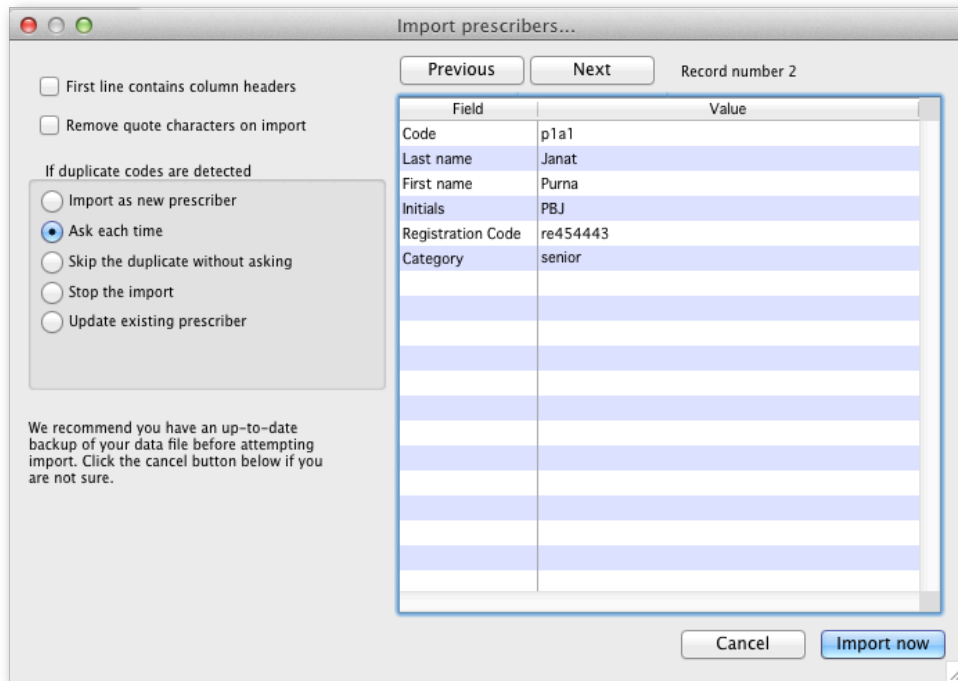 Import prescribers...
First line contains column headers
Remove quote characters on import
If duplicate codes are detected
Import as new prescriber
Ask each time
Skip the duplicate without asking
Stop the import
Update existing prescriber
We recommend you have an up-to-date
backup of your data file before attempting
import. Click the cancel button below if you
are not sure.
Previous Next Record number 2
Field Value
Code p1a1
Last name Janat
First name Purna
Initials PBJ
Registration Code re454443
Category senior
Cancel Import now